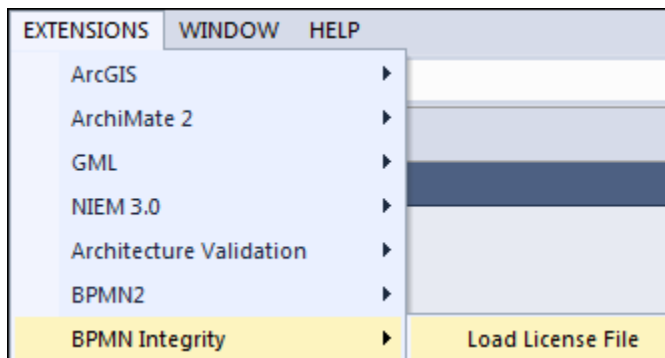 EXTENSIONS WINDOW HELP
ArcGIS
ArchiMate 2
GML
NIEM 3.0
Architecture Validation
BPMN2
BPMN Integrity Load License File